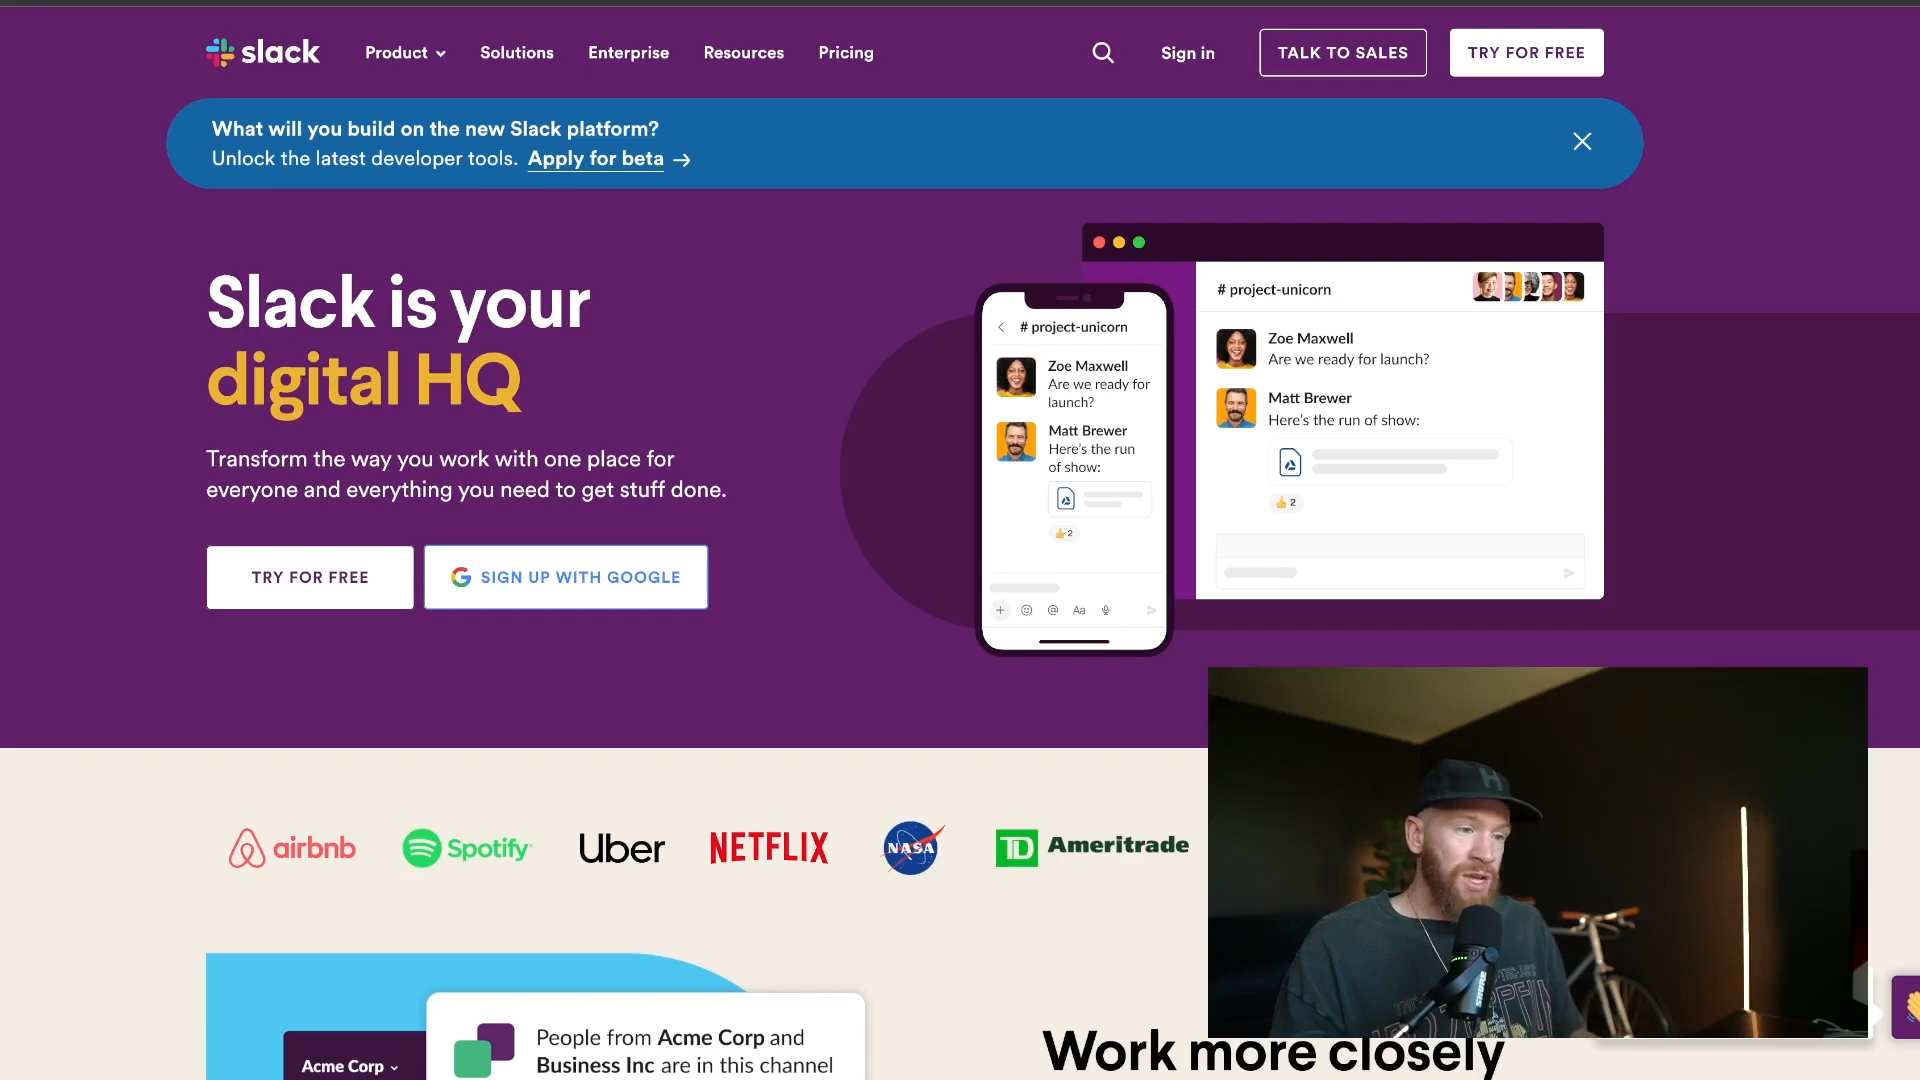 slack
Product
Solutions
Enterprise
Resources
Pricing
Sign in
TALK TO SALES
TRY FOR FREE
What will you build on the new Slack platform?
Unlock the latest developer tools. Apply for beta →
Slack is your
digital HQ
Transform the way you work with one place for
everyone and everything you need to get stuff done.
TRY FOR FREE
SIGN UP WITH GOOGLE
# project-unicorn
Zoe Maxwell
Are we ready for
launch?
Matt Brewer
Here's the run
of show:
2
@
Aa
# project-unicorn
Zoe Maxwell
Are we ready for launch?
Matt Brewer
Here's the run of show:
2
airbnb
Spotify
Uber
NETFLIX
NASA
TD Ameritrade
Acme Corp
People from Acme Corp and
Business Inc are in this channel
Work more closely
H
SHURE